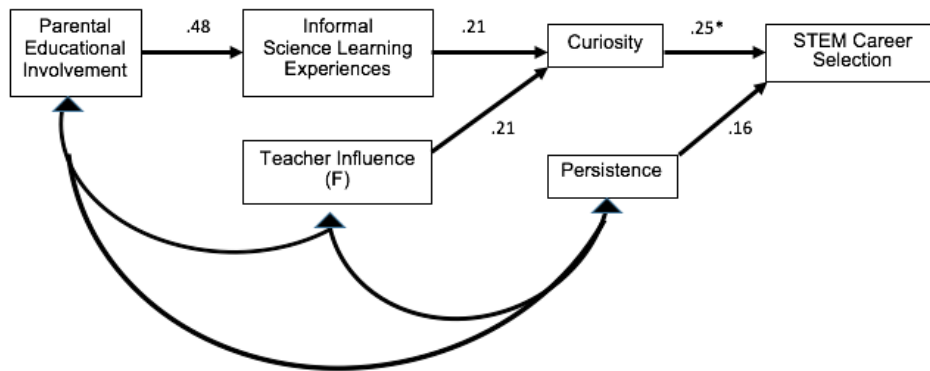 Parental
Educational
Involvement
.48
Informal
Science Learning
Experiences
.21
Curiosity
.25*
STEM Career
Selection
Teacher Influence
(F)
.21
Persistence
.16